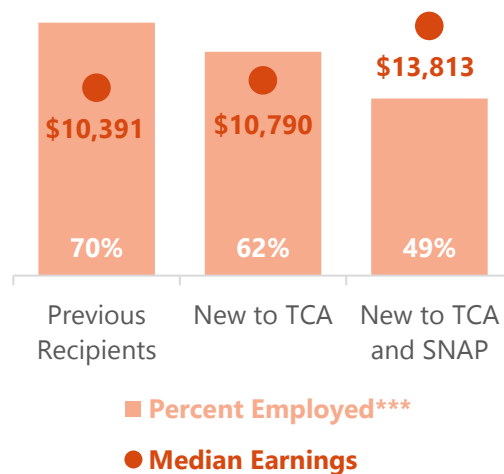 $13,813
$10,391
$10,790
70%
62%
49%
Previous
Recipients
New to TCA
New to TCA
and SNAP
Percent Employed***
Median Earnings